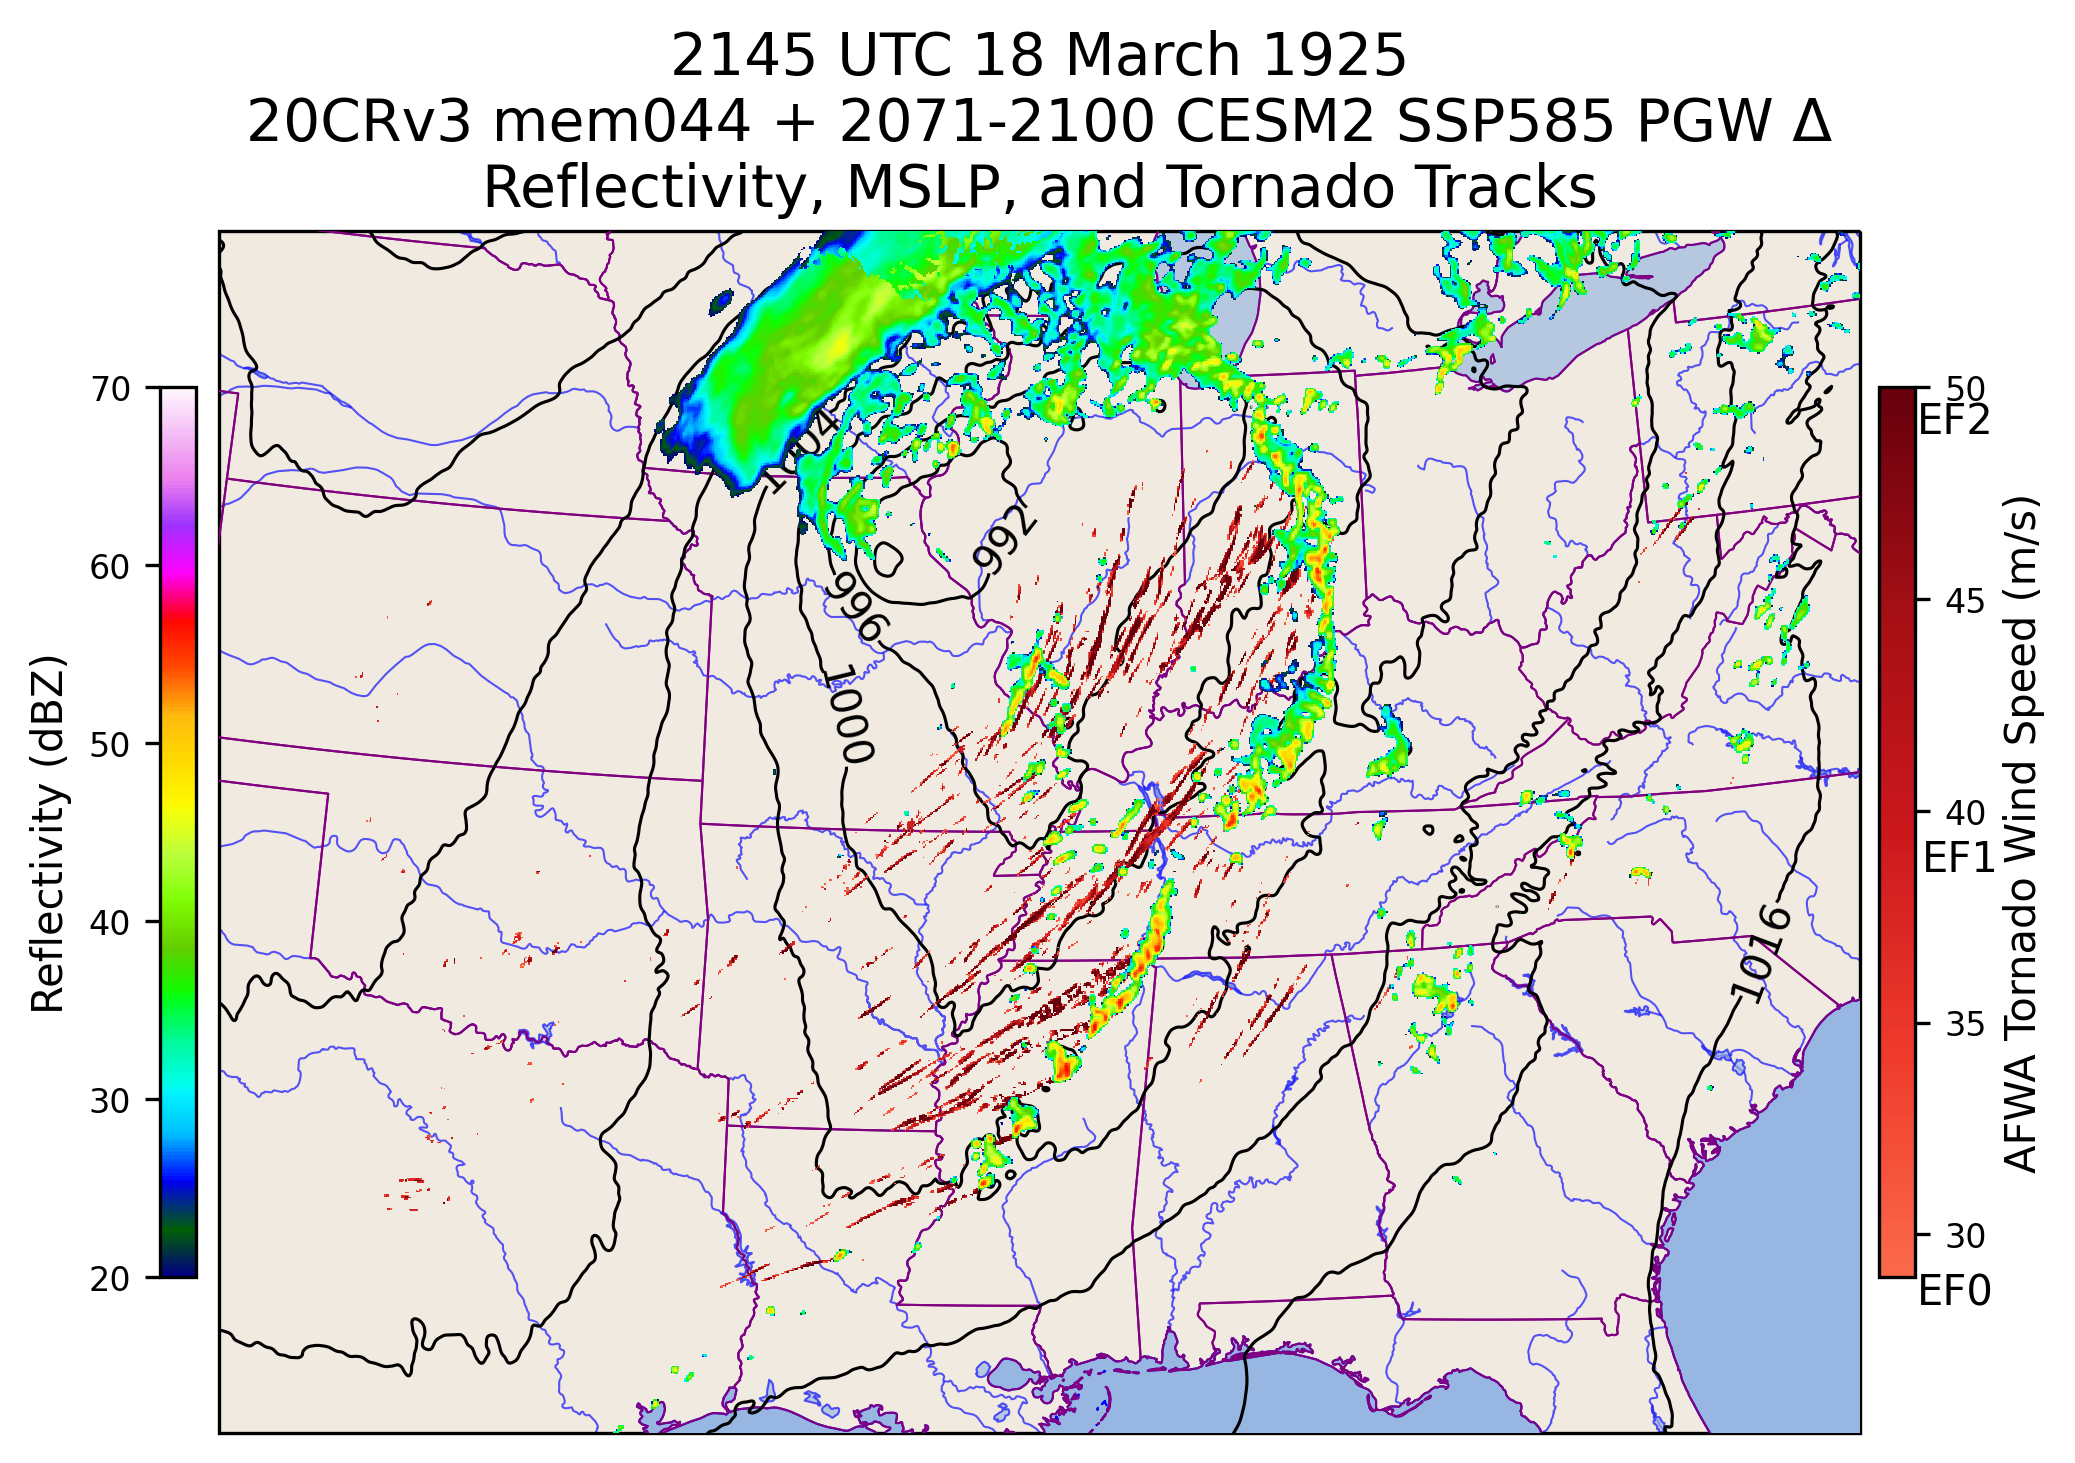 2145 UTC 18 March 1925
20CRv3 mem044 + 2071-2100 CESM2 SSP585 PGW Δ
Reflectivity, MSLP, and Tornado Tracks
Reflectivity (dBZ)
70
60
50
40
30
20
992
996
1000
1016
50
EF2
45
40
EF1
35
30
EF0
AFWA Tornado Wind Speed (m/s)